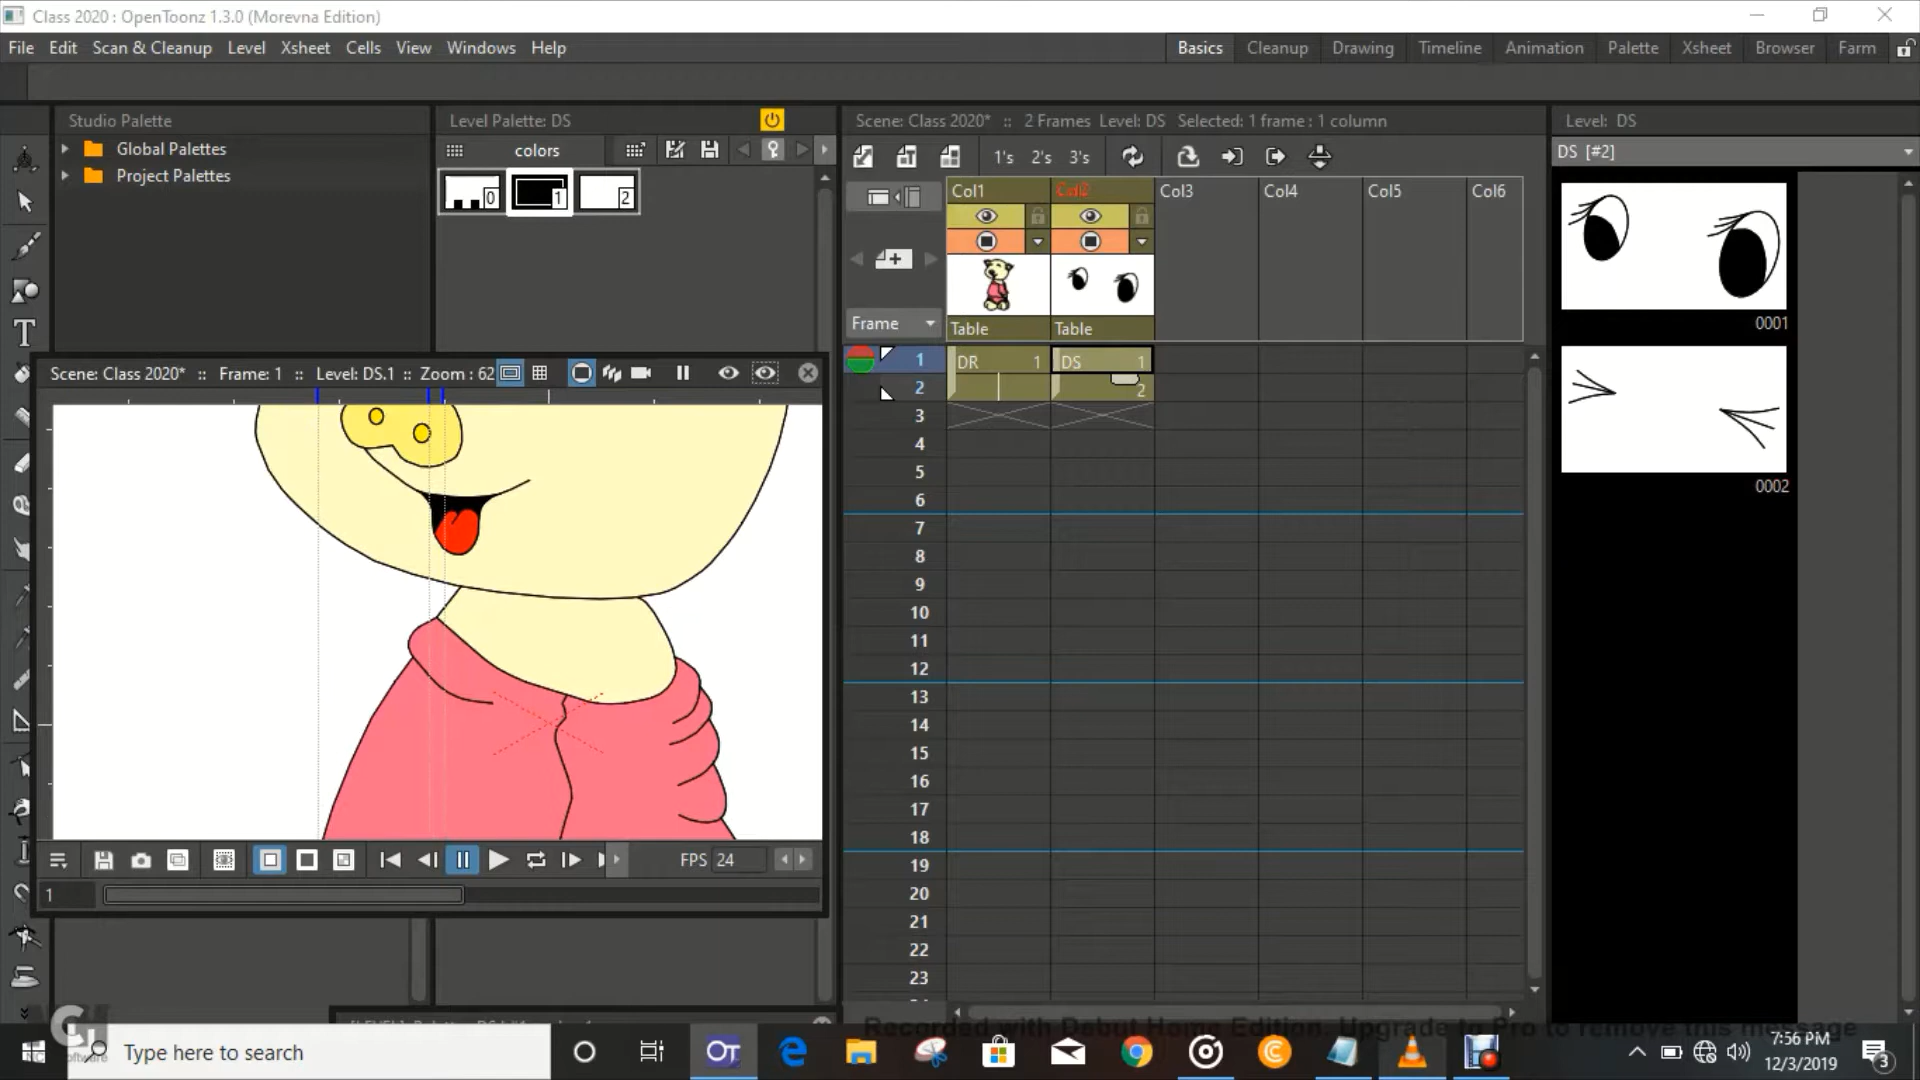 Class 2020 : OpenToonz 1.3.0 (Morevna Edition)
File Edit Scan & Cleanup Level Xsheet Cells View Windows Help
Basics Cleanup Drawing Timeline Animation Palette Xsheet Browser Farm
Studio Palette
Global Palettes
Project Palettes
Level Palette: DS
colors
0 1 2
Scene: Class 2020* :: 2 Frames Level: DS Selected: 1 frame : 1 column
1's 2's 3's
Col1 Col2 Col3 Col4 Col5 Col6
Frame
Table Table
1 DR 1 DS 1
2 2
3
4
5
6
7
8
9
10
11
12
13
14
15
16
17
18
19
20
21
22
23
Level: DS
DS [#2]
0001
0002
Scene: Class 2020* :: Frame: 1 :: Level: DS.1 :: Zoom : 62
FPS 24
1
Recorded with Debut Home Edition. Upgrade to Pro to remove this message
Type here to search
7:56 PM
12/3/2019
3